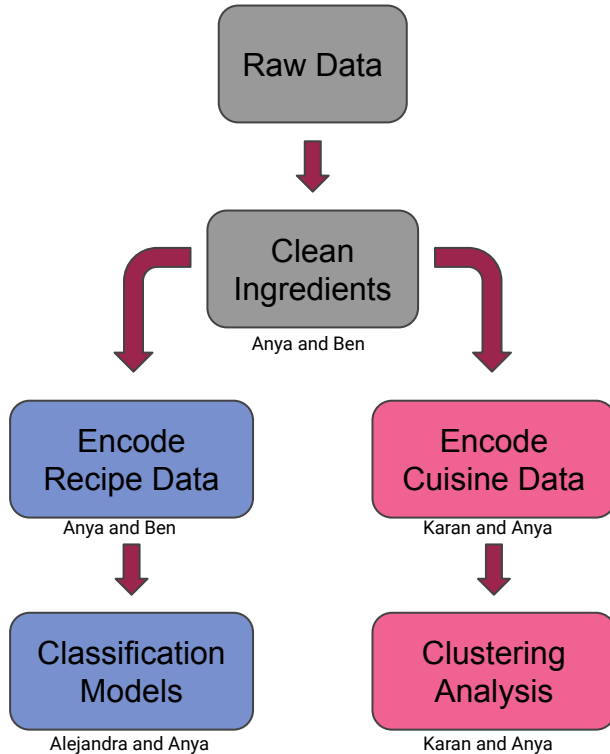 Raw Data
Clean
Ingredients
Anya and Ben
Encode
Recipe Data
Anya and Ben
Encode
Cuisine Data
Karan and Anya
Classification
Models
Alejandra and Anya
Clustering
Analysis
Karan and Anya